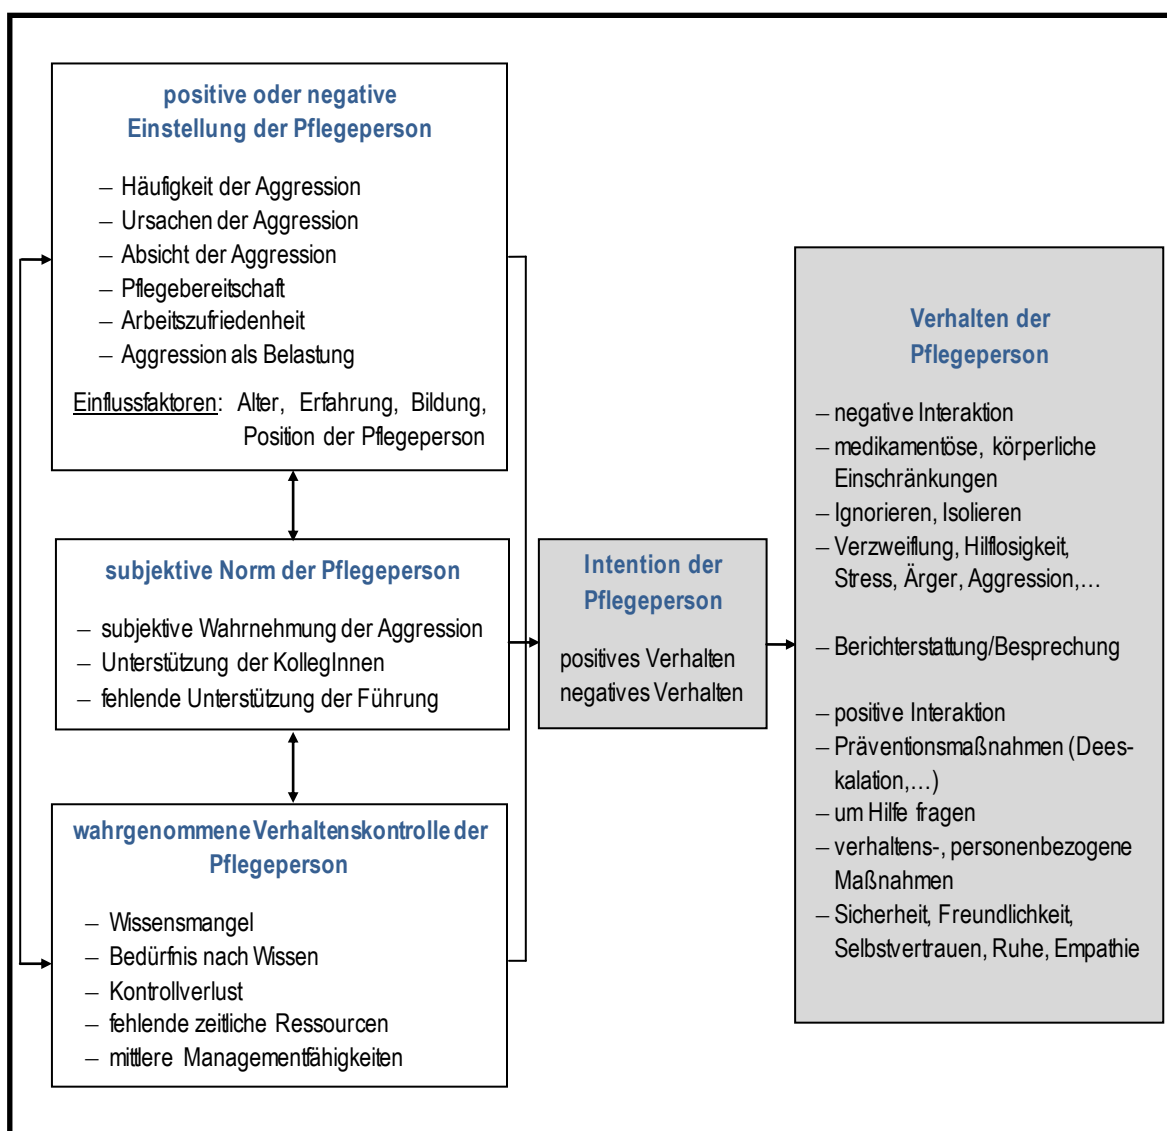 positive oder negative
Einstellung der Pflegeperson
– Häufigkeit der Aggression
– Ursachen der Aggression
– Absicht der Aggression
– Pflegebereitschaft
– Arbeitszufriedenheit
– Aggression als Belastung
Einflussfaktoren: Alter, Erfahrung, Bildung,
Position der Pflegeperson
subjektive Norm der Pflegeperson
– subjektive Wahrnehmung der Aggression
– Unterstützung der KollegInnen
– fehlende Unterstützung der Führung
wahrgenommene Verhaltenskontrolle der
Pflegeperson
– Wissensmangel
– Bedürfnis nach Wissen
– Kontrollverlust
– fehlende zeitliche Ressourcen
– mittlere Managementfähigkeiten
Intention der
Pflegeperson
positives Verhalten
negatives Verhalten
Verhalten der
Pflegeperson
– negative Interaktion
– medikamentöse, körperliche
Einschränkungen
– Ignorieren, Isolieren
– Verzweiflung, Hilflosigkeit,
Stress, Ärger, Aggression,…
– Berichterstattung/Besprechung
– positive Interaktion
– Präventionsmaßnahmen (Dees-
kalation,…)
– um Hilfe fragen
– verhaltens-, personenbezogene
Maßnahmen
– Sicherheit, Freundlichkeit,
Selbstvertrauen, Ruhe, Empathie